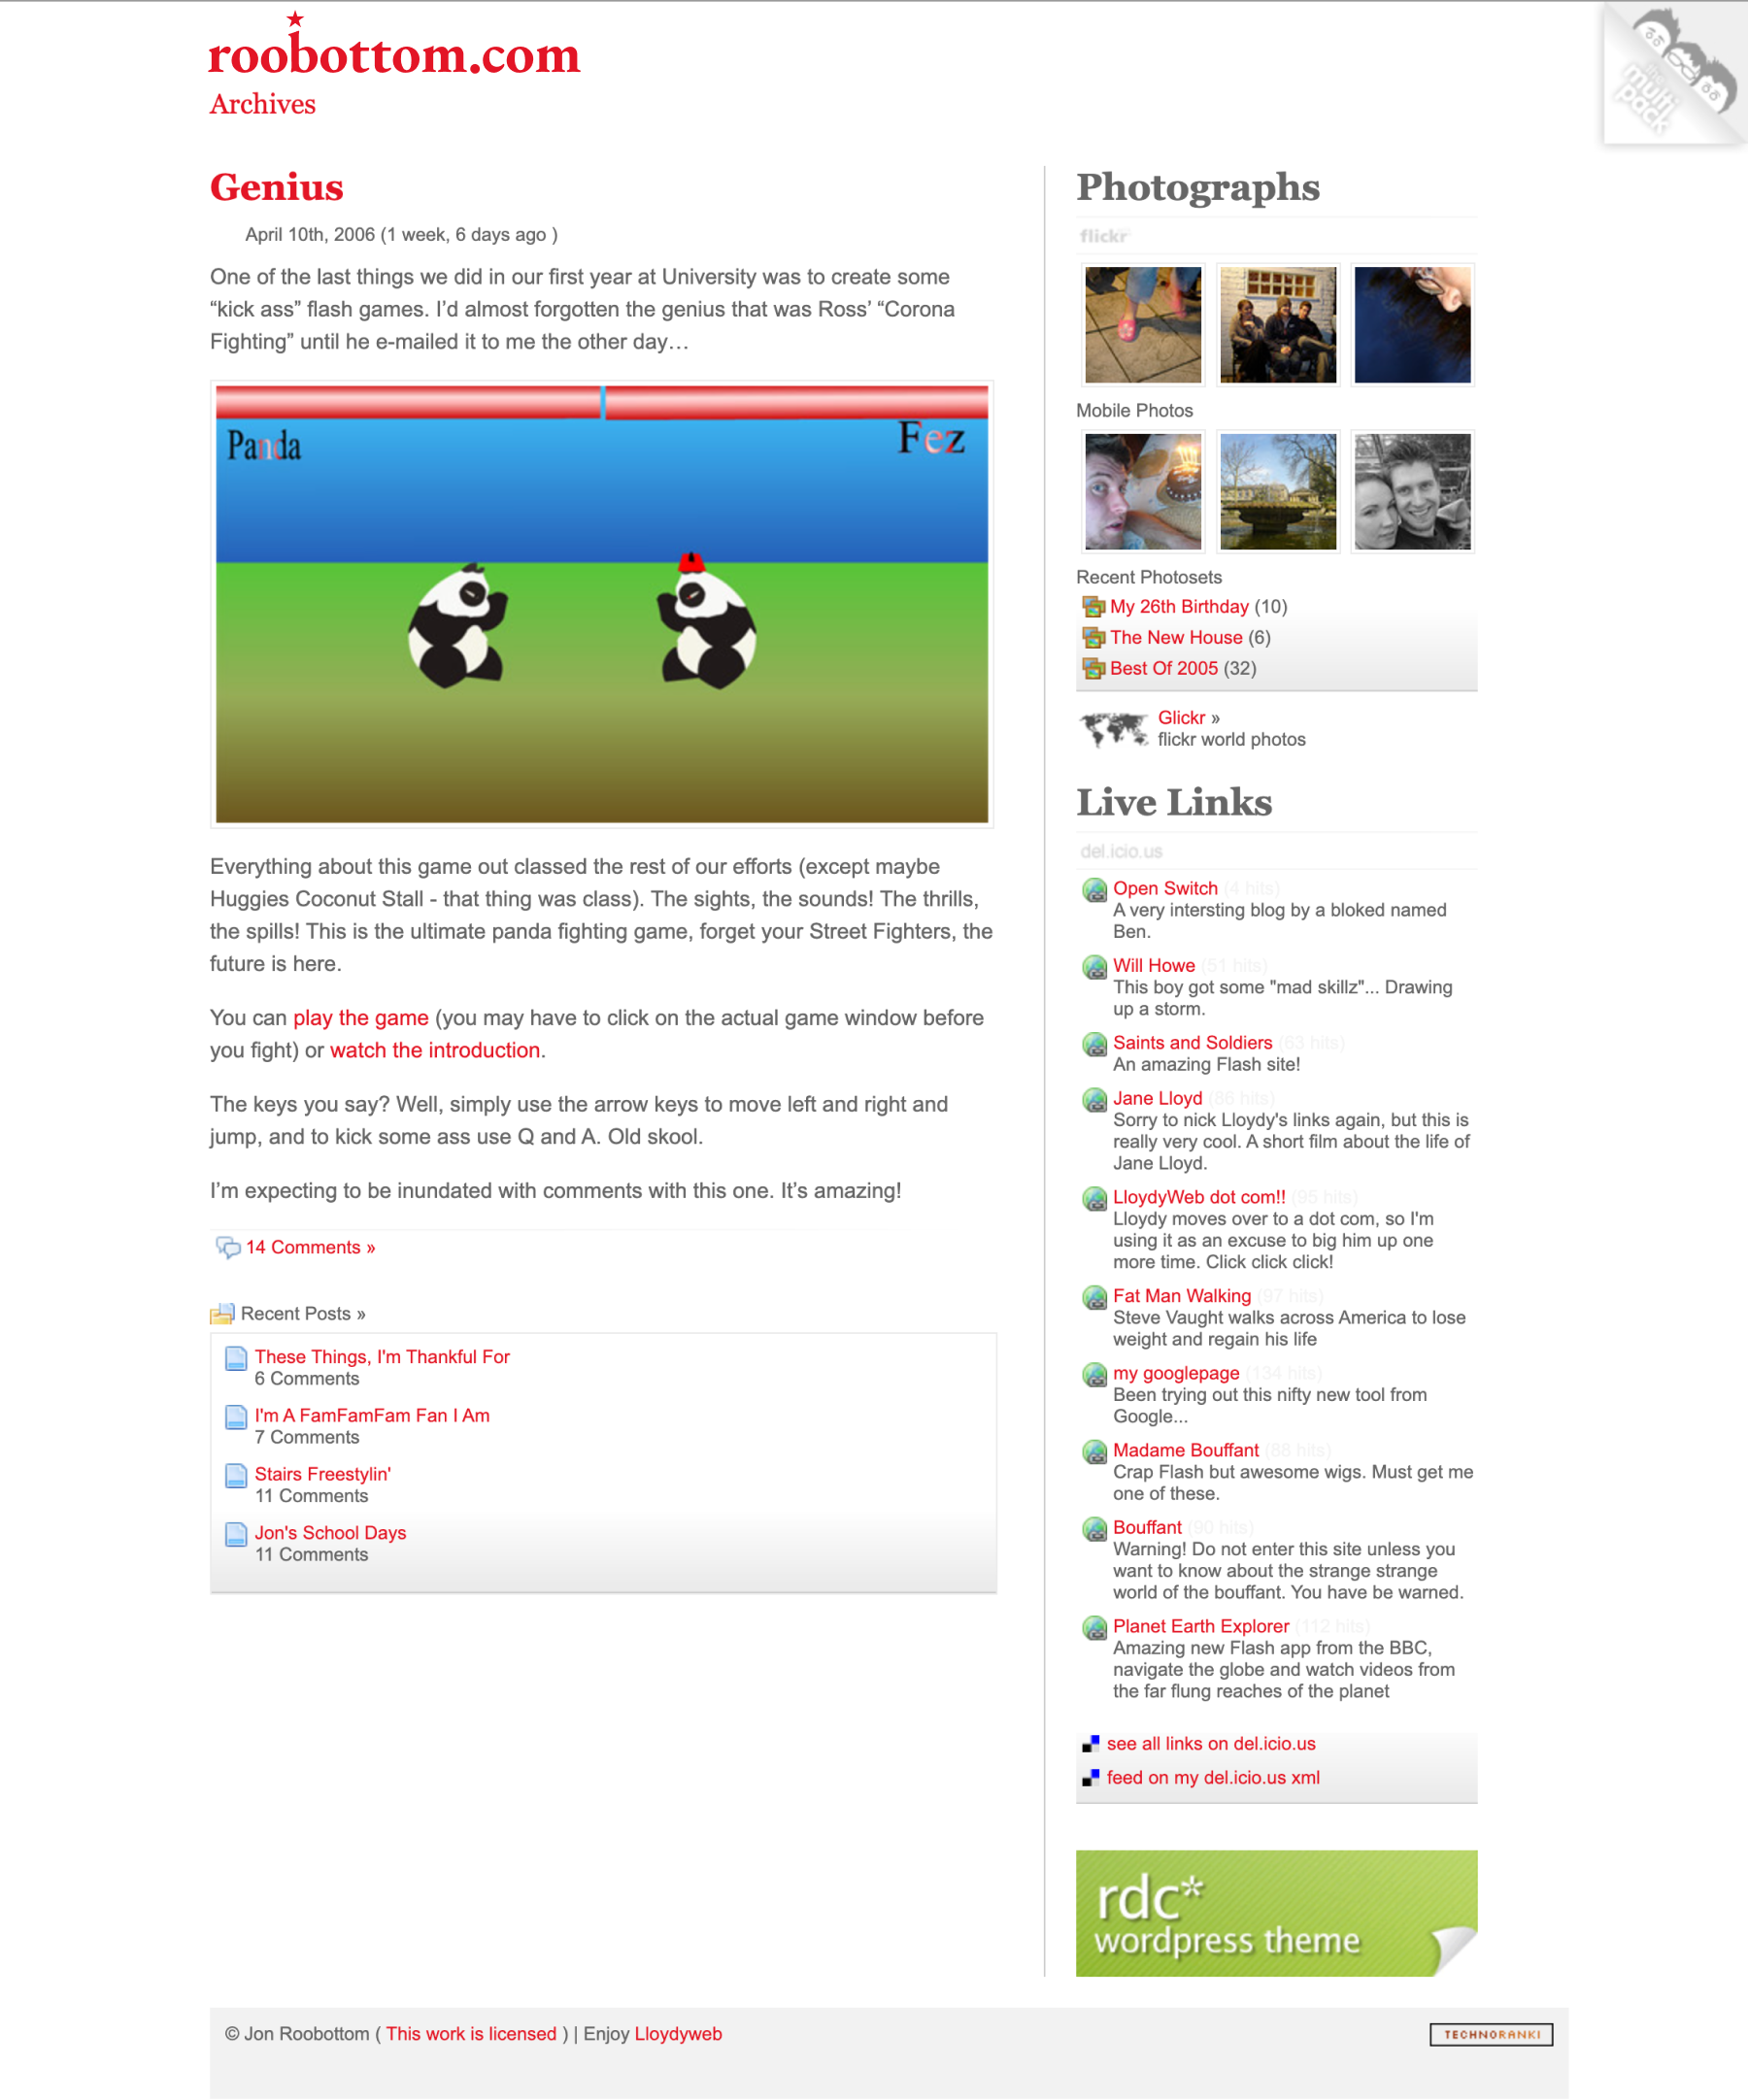 roobottom.com
Archives
the
multi
pack
Genius
April 10th, 2006 (1 week, 6 days ago )
One of the last things we did in our first year at University was to create some
“kick ass” flash games. I’d almost forgotten the genius that was Ross’ “Corona
Fighting” until he e-mailed it to me the other day…
Panda
Fez
Everything about this game out classed the rest of our efforts (except maybe
Huggies Coconut Stall - that thing was class). The sights, the sounds! The thrills,
the spills! This is the ultimate panda fighting game, forget your Street Fighters, the
future is here.
You can play the game (you may have to click on the actual game window before
you fight) or watch the introduction.
The keys you say? Well, simply use the arrow keys to move left and right and
jump, and to kick some ass use Q and A. Old skool.
I’m expecting to be inundated with comments with this one. It’s amazing!
14 Comments »
Recent Posts »
These Things, I'm Thankful For
6 Comments
I'm A FamFamFam Fan I Am
7 Comments
Stairs Freestylin'
11 Comments
Jon's School Days
11 Comments
Photographs
flickr
Mobile Photos
Recent Photosets
My 26th Birthday (10)
The New House (6)
Best Of 2005 (32)
Glickr »
flickr world photos
Live Links
del.icio.us
Open Switch (4 hits)
A very intersting blog by a bloked named
Ben.
Will Howe (51 hits)
This boy got some "mad skillz"... Drawing
up a storm.
Saints and Soldiers (63 hits)
An amazing Flash site!
Jane Lloyd (86 hits)
Sorry to nick Lloydy's links again, but this is
really very cool. A short film about the life of
Jane Lloyd.
LloydyWeb dot com!! (95 hits)
Lloydy moves over to a dot com, so I'm
using it as an excuse to big him up one
more time. Click click click!
Fat Man Walking (97 hits)
Steve Vaught walks across America to lose
weight and regain his life
my googlepage (134 hits)
Been trying out this nifty new tool from
Google...
Madame Bouffant (88 hits)
Crap Flash but awesome wigs. Must get me
one of these.
Bouffant (90 hits)
Warning! Do not enter this site unless you
want to know about the strange strange
world of the bouffant. You have be warned.
Planet Earth Explorer (112 hits)
Amazing new Flash app from the BBC,
navigate the globe and watch videos from
the far flung reaches of the planet
see all links on del.icio.us
feed on my del.icio.us xml
rdc*
wordpress theme
© Jon Roobottom ( This work is licensed ) | Enjoy Lloydyweb
TECHNORANKI